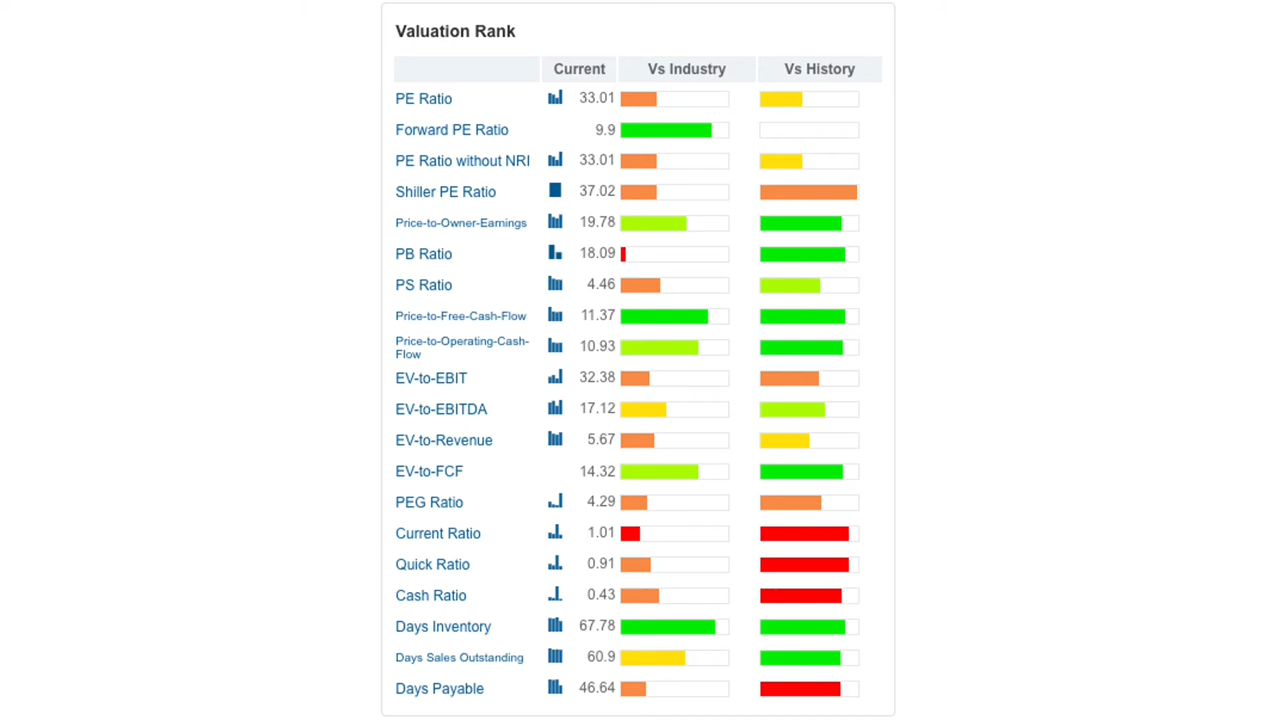 Valuation Rank
Current Vs Industry Vs History
PE Ratio 33.01
Forward PE Ratio 9.9
PE Ratio without NRI 33.01
Shiller PE Ratio 37.02
Price-to-Owner-Earnings 19.78
PB Ratio 18.09
PS Ratio 4.46
Price-to-Free-Cash-Flow 11.37
Price-to-Operating-Cash-
Flow 10.93
EV-to-EBIT 32.38
EV-to-EBITDA 17.12
EV-to-Revenue 5.67
EV-to-FCF 14.32
PEG Ratio 4.29
Current Ratio 1.01
Quick Ratio 0.91
Cash Ratio 0.43
Days Inventory 67.78
Days Sales Outstanding 60.9
Days Payable 46.64